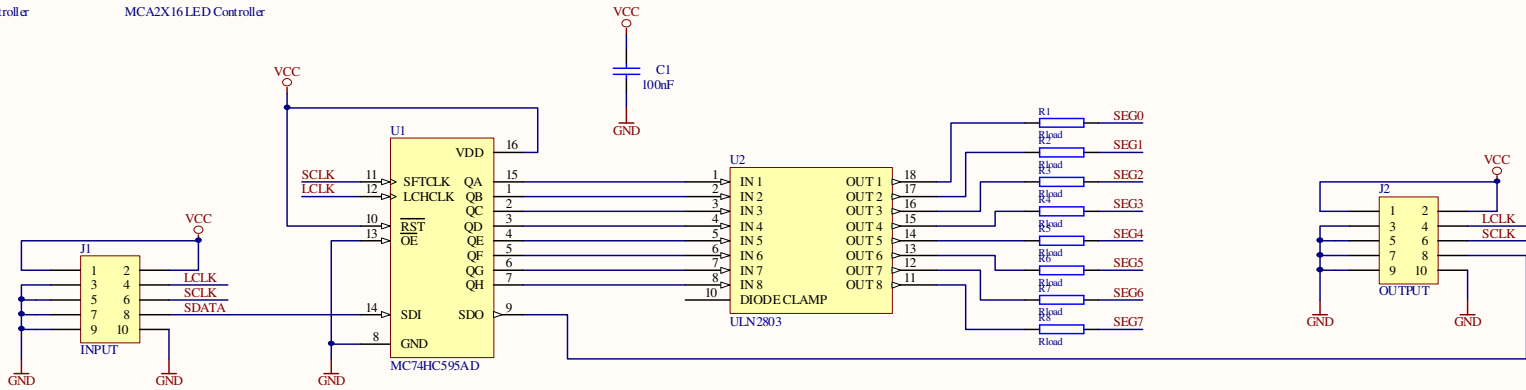 roller
MCA2X16 LED Controller
VCC
C1
100nF
GND
VCC
U1
VDD 16
SCLK 11 SFTCLK QA 15
LCLK 12 LCHCLK QB 1
QC 2
10 RST QD 3
13 OE QE 4
QF 5
QG 6
QH 7
14 SDI SDO 9
8 GND
MC74HC595AD
GND
U2
1 IN 1 OUT 1 18
2 IN 2 OUT 2 17
3 IN 3 OUT 3 16
4 IN 4 OUT 4 15
5 IN 5 OUT 5 14
6 IN 6 OUT 6 13
7 IN 7 OUT 7 12
8 IN 8 OUT 8 11
10 DIODE CLAMP
ULN2803
R1 SEG0
Rload
R2 SEG1
Rload
R3 SEG2
Rload
R4 SEG3
Rload
R5 SEG4
Rload
R6 SEG5
Rload
R7 SEG6
Rload
R8 SEG7
Rload
VCC
J1
1 2
3 4 LCLK
5 6 SCLK
7 8 SDATA
9 10
INPUT
GND
GND
VCC
J2
1 2
3 4 LCLK
5 6 SCLK
7 8
9 10
OUTPUT
GND
GND